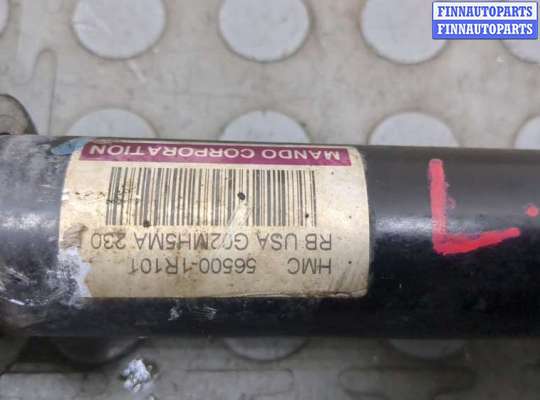 FINNAUTOPARTS
FINNAUTOPARTS
HMC 56500-1R101
RB USA G02MH5MA 230
MANDO CORPORATION
L.